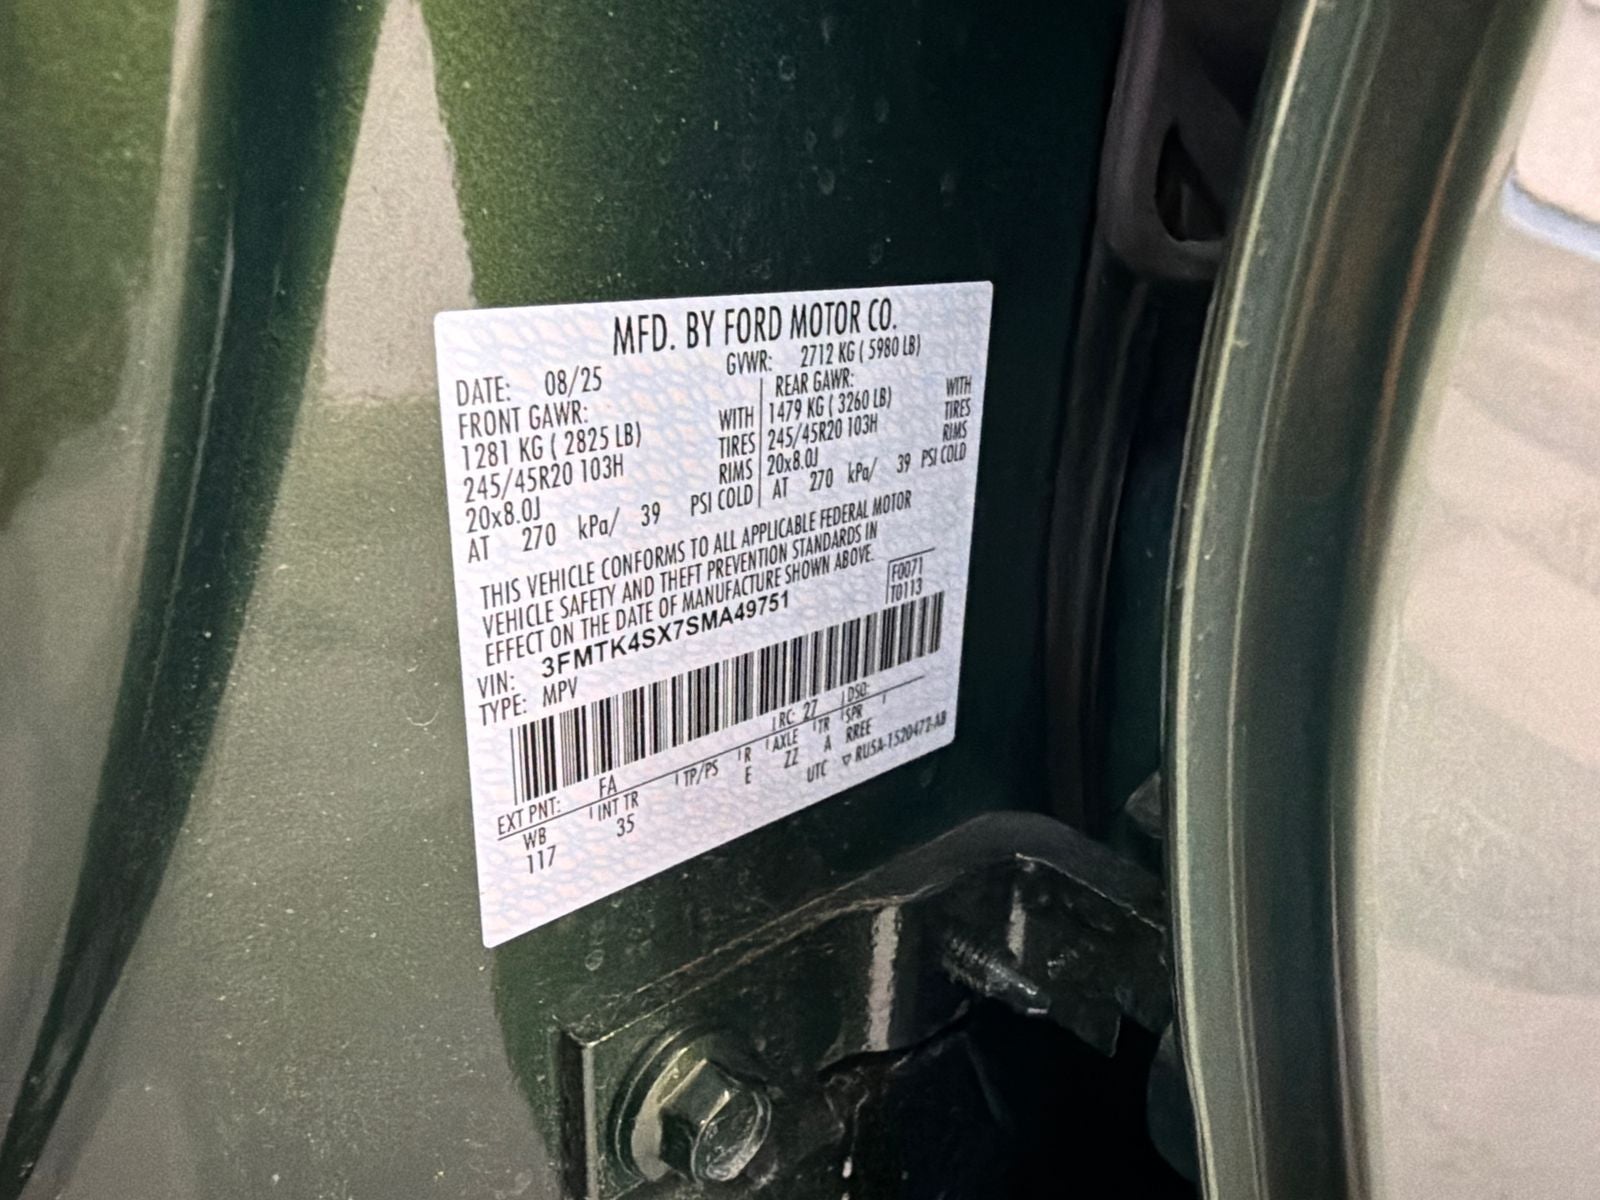 MFD. BY FORD MOTOR CO.
DATE: 08/25 GVWR: 2712 KG ( 5980 LB)
FRONT GAWR: REAR GAWR:
1281 KG ( 2825 LB) WITH 1479 KG ( 3260 LB) WITH
245/45R20 103H TIRES 245/45R20 103H TIRES
20x8.0J RIMS 20x8.0J RIMS
AT 270 kPa/ 39 PSI COLD AT 270 kPa/ 39 PSI COLD
THIS VEHICLE CONFORMS TO ALL APPLICABLE FEDERAL MOTOR
VEHICLE SAFETY AND THEFT PREVENTION STANDARDS IN
EFFECT ON THE DATE OF MANUFACTURE SHOWN ABOVE.
F0071
T0113
VIN: 3FMTK4SX7SMA49751
TYPE: MPV
EXT PNT: FA RC: 27 DSO:
WB INT TR TP/PS R AXLE TR SPR
117 35 E ZZ A RREE
UTC ▽ RU5A-1520472-AB